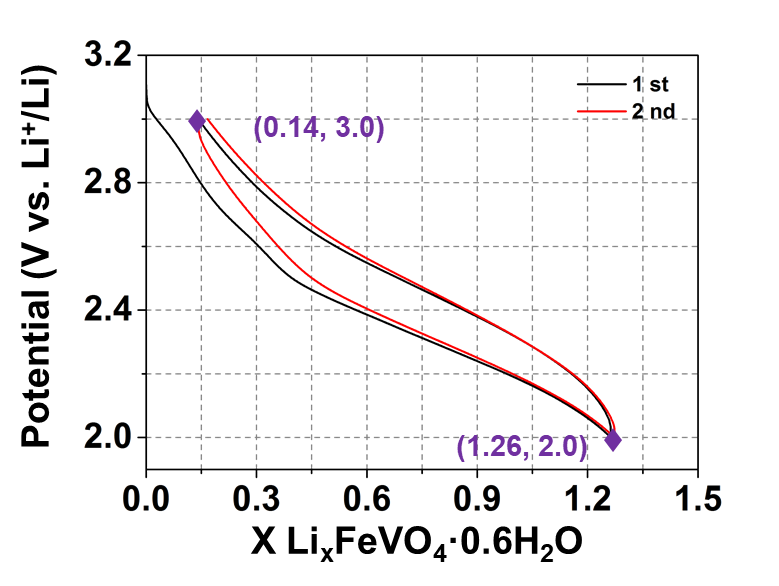 3.2
2.8
2.4
2.0
Potential (V vs. Li⁺/Li)
1 st
2 nd
(0.14, 3.0)
(1.26, 2.0)
0.0 0.3 0.6 0.9 1.2 1.5
X LiₓFeVO₄·0.6H₂O